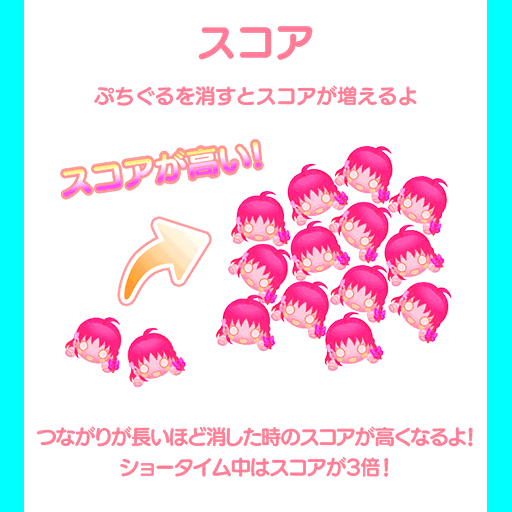 スコア
ぷちぐるを消すとスコアが増えるよ
スコアが高い!
つながりが長いほど消した時のスコアが高くなるよ!
ショータイム中はスコアが3倍!